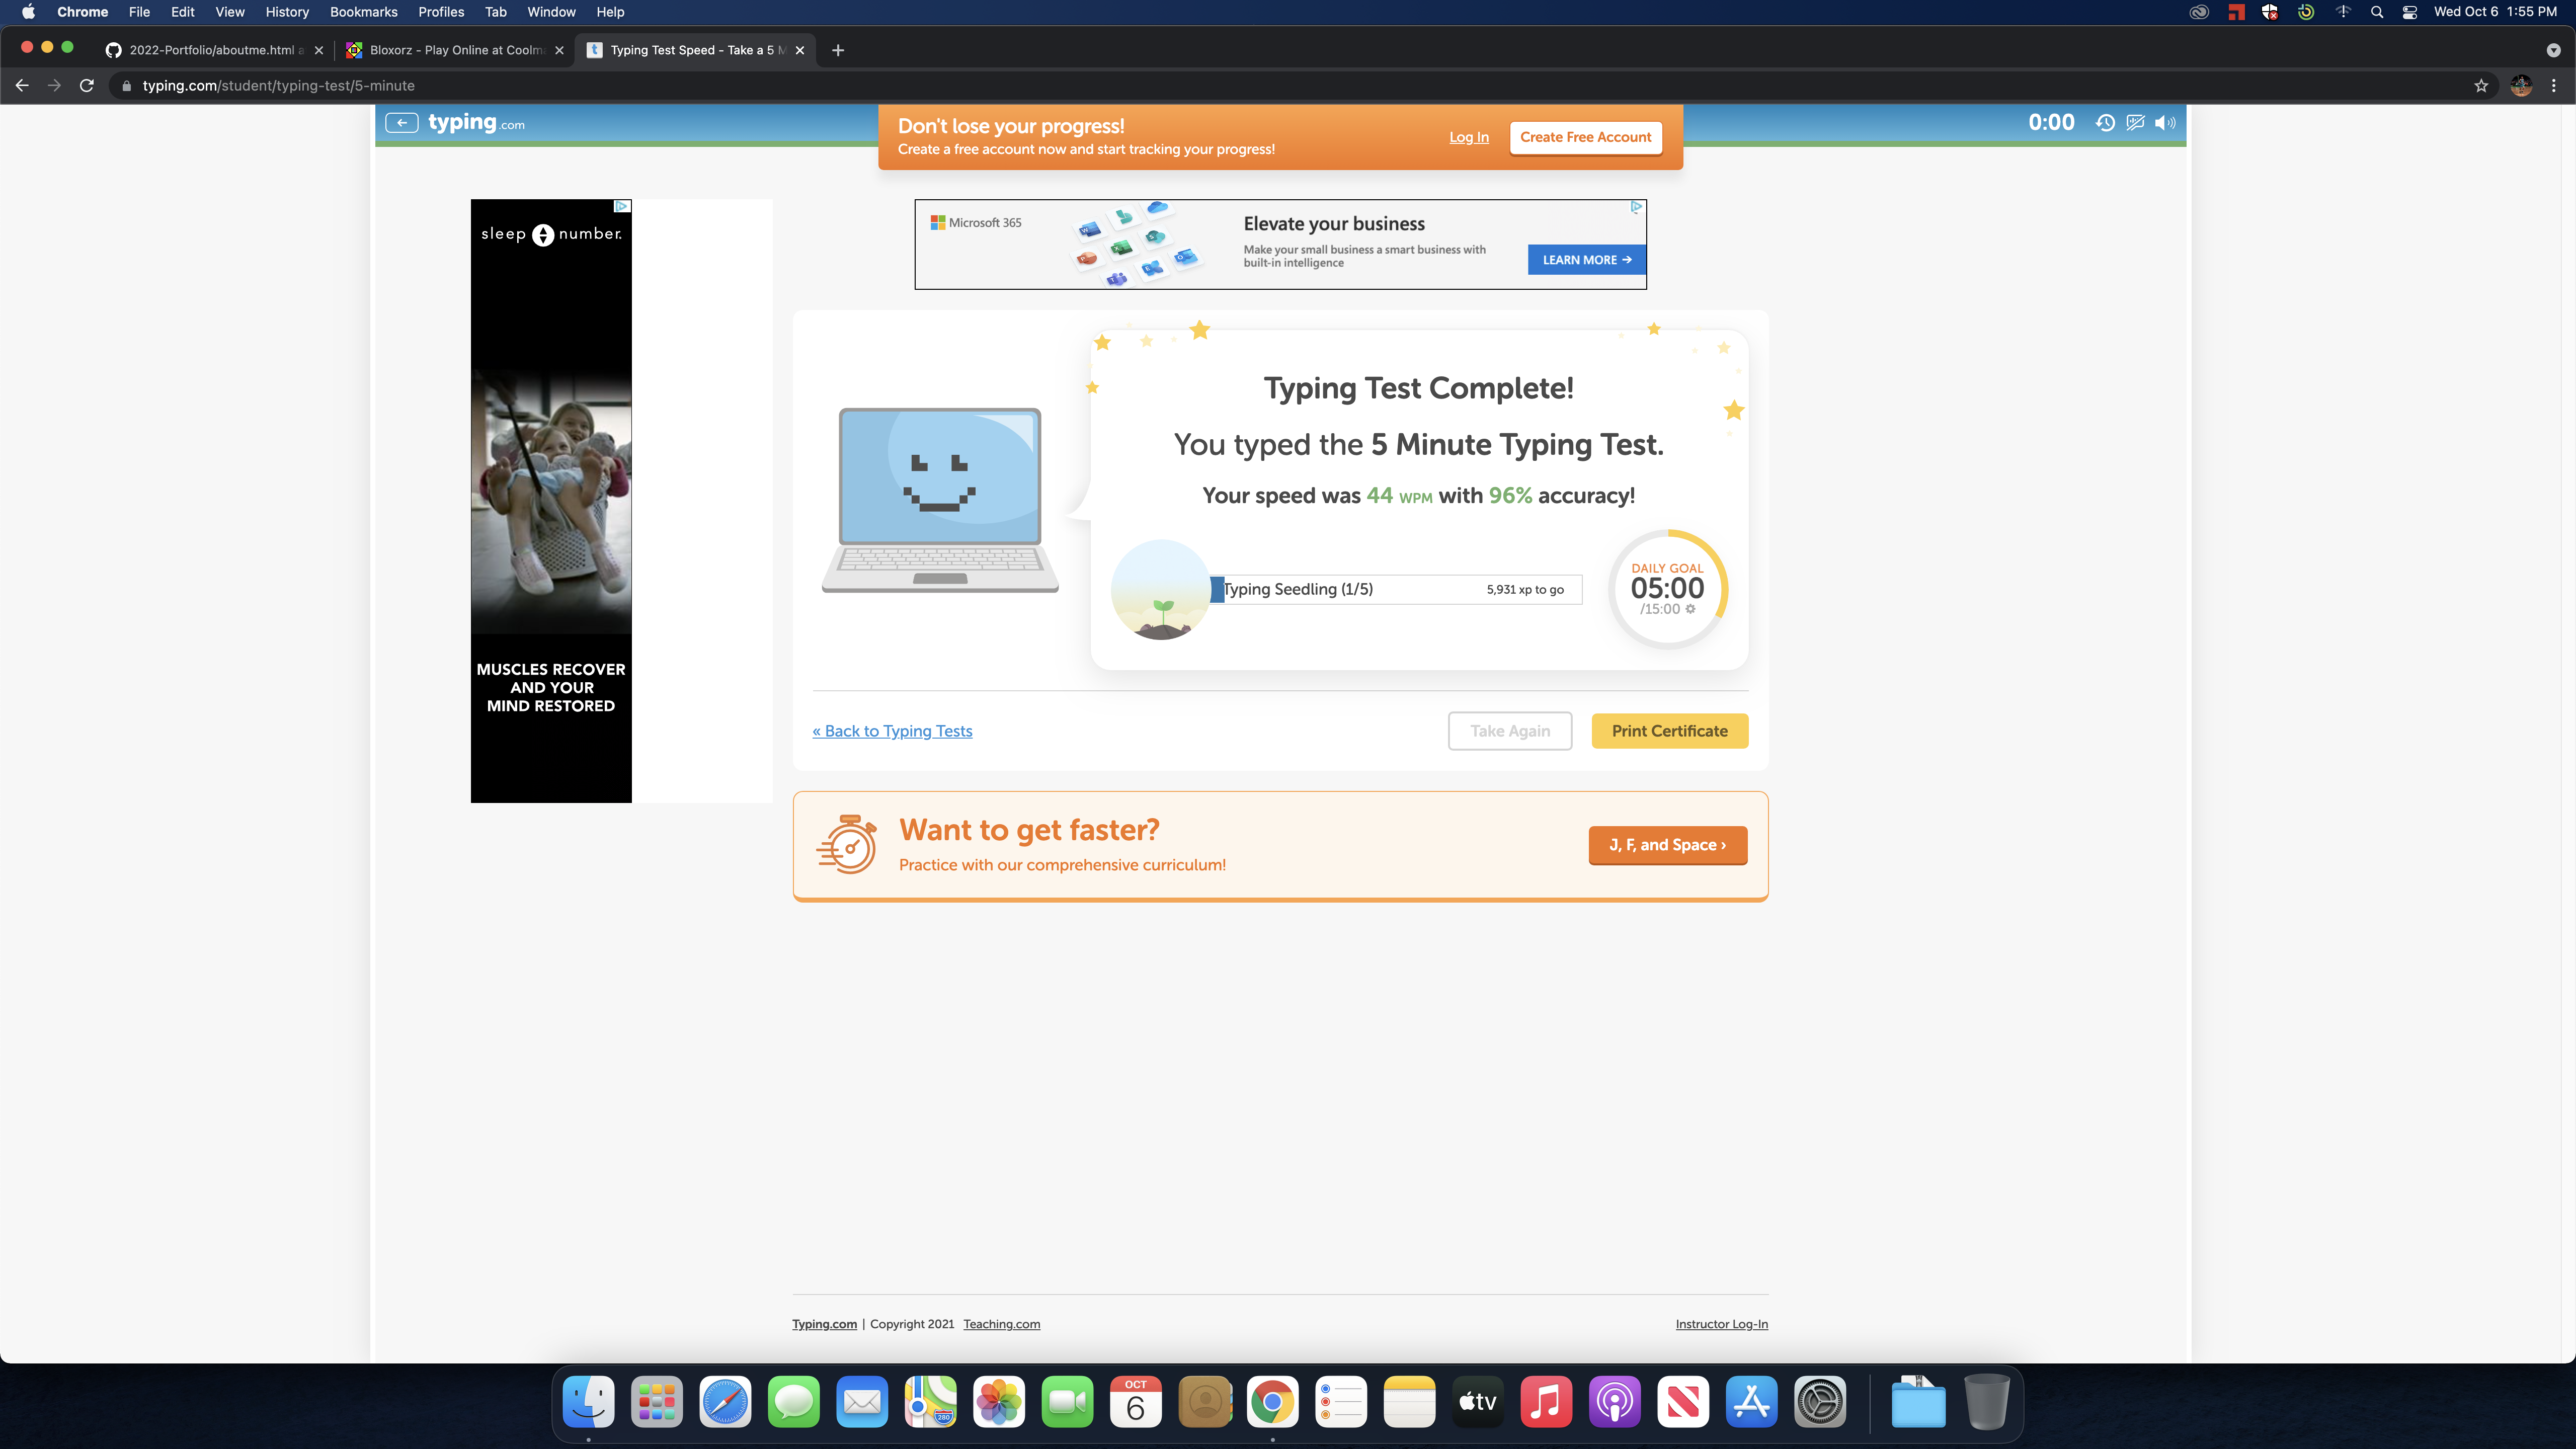 Chrome File Edit View History Bookmarks Profiles Tab Window Help
Wed Oct 6 1:55 PM
2022-Portfolio/aboutme.html
Bloxorz - Play Online at Coolm
Typing Test Speed - Take a 5 M
typing.com/student/typing-test/5-minute
typing.com
Don't lose your progress!
Create a free account now and start tracking your progress!
Log In
Create Free Account
0:00
sleep number.
MUSCLES RECOVER
AND YOUR
MIND RESTORED
Microsoft 365
Elevate your business
Make your small business a smart business with
built-in intelligence
LEARN MORE →
Typing Test Complete!
You typed the 5 Minute Typing Test.
Your speed was 44 WPM with 96% accuracy!
Typing Seedling (1/5)
5,931 xp to go
DAILY GOAL
05:00
/15:00
« Back to Typing Tests
Take Again
Print Certificate
Want to get faster?
Practice with our comprehensive curriculum!
J, F, and Space ›
Typing.com | Copyright 2021 Teaching.com
Instructor Log-In
280
OCT
6
tv